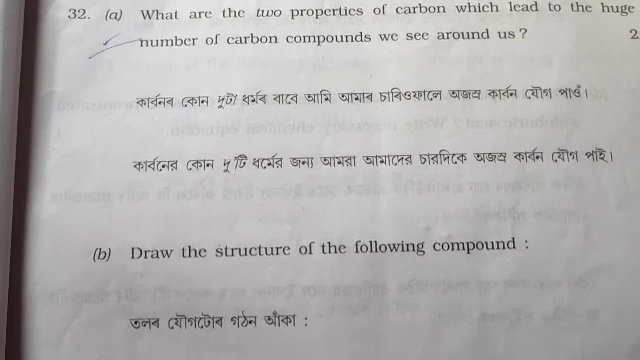 32. (a) What are the two properties of carbon which lead to the huge
number of carbon compounds we see around us ? 2
কাৰ্বনৰ কোন দুটা ধৰ্মৰ বাবে আমি আমাৰ চাৰিওফালে অজস্ৰ কাৰ্বন যৌগ পাওঁ।
কার্বনের কোন দু'টি ধর্মের জন্য আমরা আমাদের চারদিকে অজস্র কার্বন যৌগ পাই।
(b) Draw the structure of the following compound :
তলৰ যৌগটোৰ গঠন আঁকা :